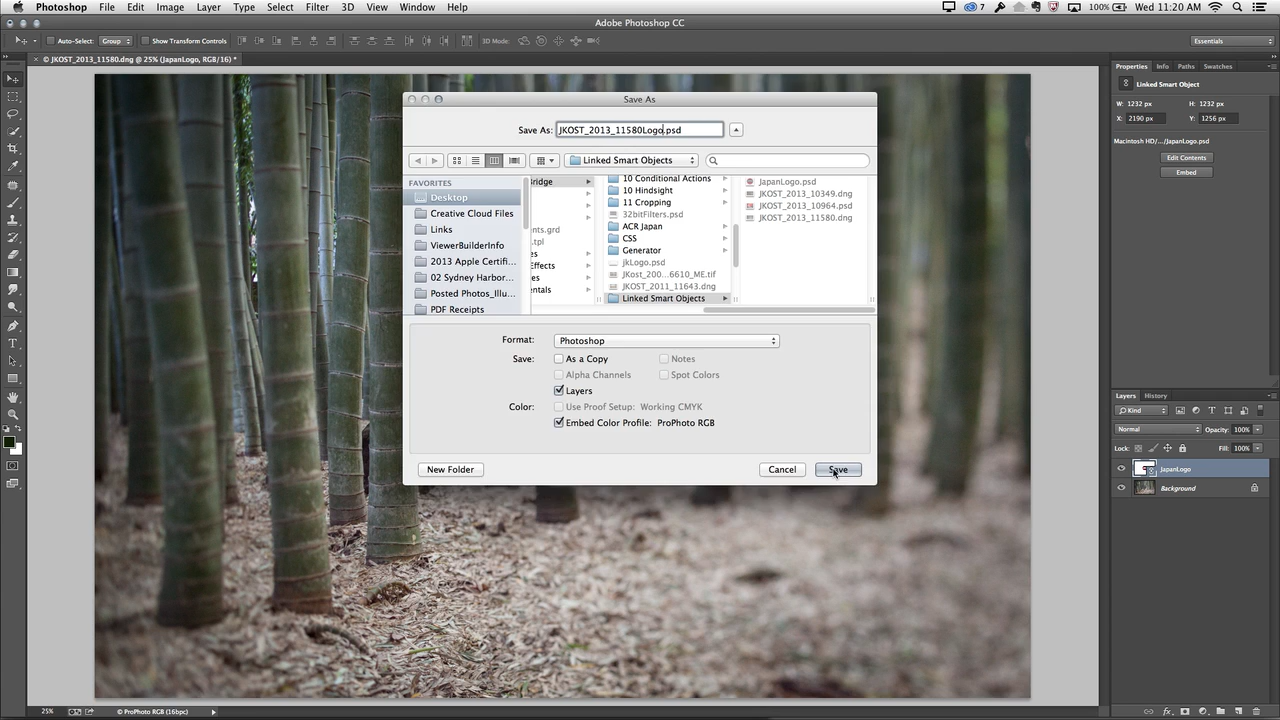 Photoshop File Edit Image Layer Type Select Filter 3D View Window Help 7 100% Wed 11:20 AM
Adobe Photoshop CC
Auto-Select: Group Show Transform Controls 3D Mode: Essentials
© JKOST_2013_11580.dng @ 25% (JapanLogo, RGB/16) *
Properties Info Paths Swatches
Linked Smart Object
W: 1232 px H: 1232 px
X: 2190 px Y: 1256 px
Macintosh HD/.../JapanLogo.psd
Edit Contents
Embed
Save As
Save As: JKOST_2013_11580Logo.psd
Linked Smart Objects
FAVORITES
Desktop
Creative Cloud Files
Links
ViewerBuilderInfo
2013 Apple Certifi...
02 Sydney Harbor...
Posted Photos_Illu...
PDF Receipts
Bridge
nts.grd
.tpl
es
Effects
es
entals
10 Conditional Actions
10 Hindsight
11 Cropping
32bitFilters.psd
ACR Japan
CSS
Generator
jkLogo.psd
JKost_200...6610_ME.tif
JKOST_2011_11643.dng
Linked Smart Objects
JapanLogo.psd
JKOST_2013_10349.dng
JKOST_2013_10964.psd
JKOST_2013_11580.dng
Format: Photoshop
Save: As a Copy Notes
Alpha Channels Spot Colors
Layers
Color: Use Proof Setup: Working CMYK
Embed Color Profile: ProPhoto RGB
New Folder Cancel Save
Layers History
Kind
Normal Opacity: 100%
Lock: Fill: 100%
JapanLogo
Background
25% © ProPhoto RGB (16bpc)